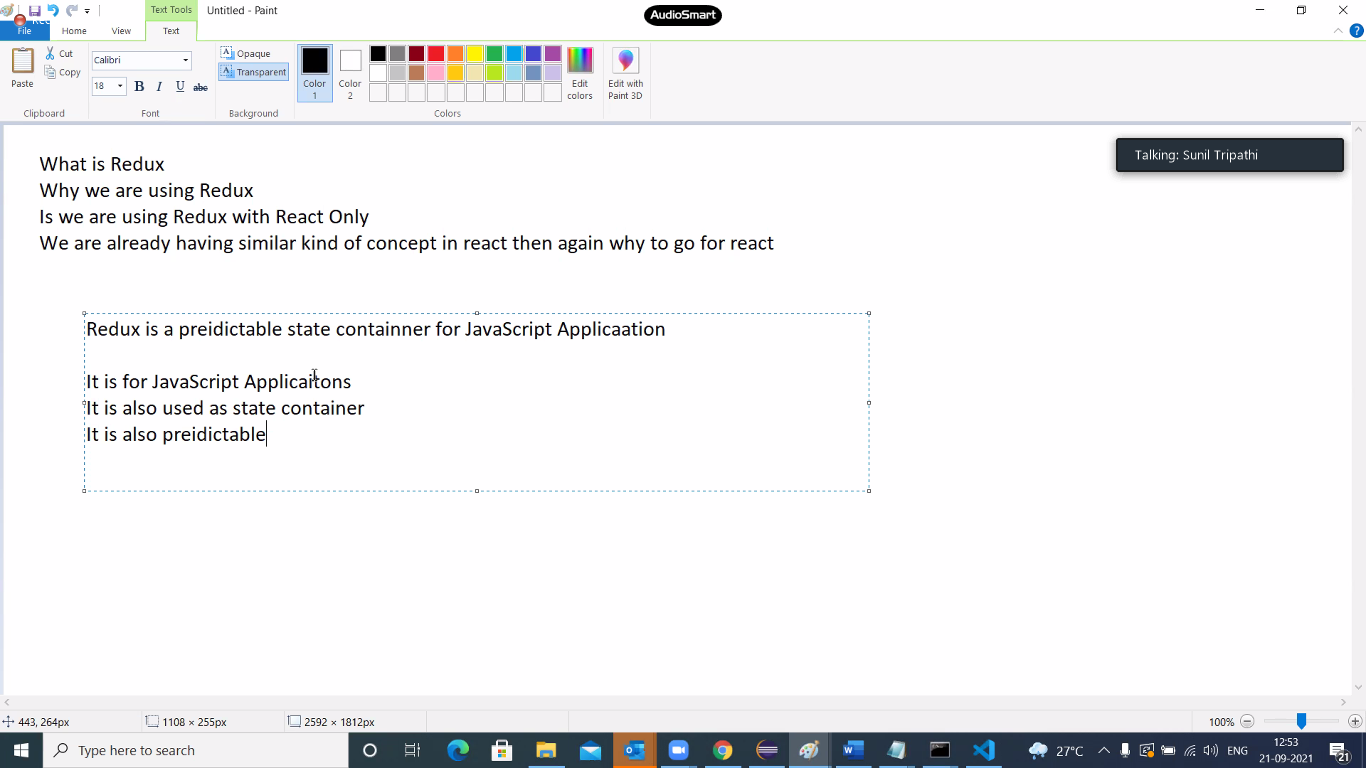 Text Tools
Untitled - Paint
AudioSmart
File
Home
View
Text
Paste
Cut
Copy
Clipboard
Calibri
18
B I U abc
Font
Opaque
Transparent
Background
Color
1
Color
2
Colors
Edit
colors
Edit with
Paint 3D
Talking: Sunil Tripathi
What is Redux
Why we are using Redux
Is we are using Redux with React Only
We are already having similar kind of concept in react then again why to go for react
Redux is a preidictable state containner for JavaScript Applicaation
It is for JavaScript Applicaitons
It is also used as state container
It is also preidictable
443, 264px
1108 × 255px
2592 × 1812px
100%
Type here to search
27°C
ENG
12:53
21-09-2021
21